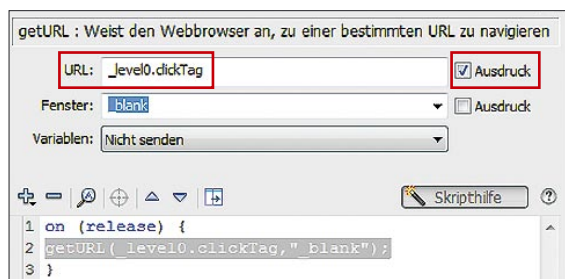 getURL : Weist den Webbrowser an, zu einer bestimmten URL zu navigieren
URL: _level0.clickTag Ausdruck
Fenster: _blank Ausdruck
Variablen: Nicht senden
Skripthilfe ?
1 on (release) {
2 getURL(_level0.clickTag,"_blank");
3 }